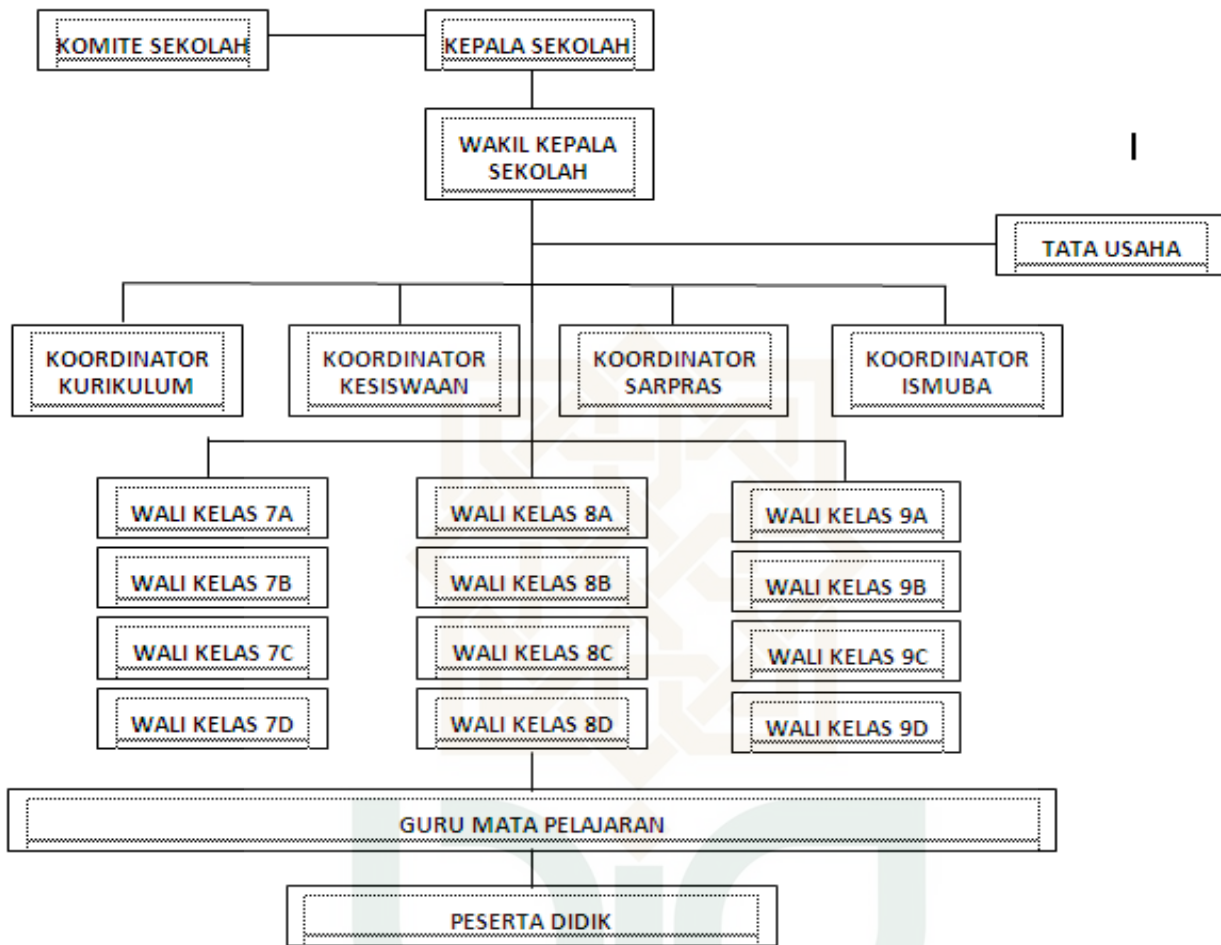 KOMITE SEKOLAH
KEPALA SEKOLAH
WAKIL KEPALA
SEKOLAH
TATA USAHA
KOORDINATOR
KURIKULUM
KOORDINATOR
KESISWAAN
KOORDINATOR
SARPRAS
KOORDINATOR
ISMUBA
WALI KELAS 7A
WALI KELAS 8A
WALI KELAS 9A
WALI KELAS 7B
WALI KELAS 8B
WALI KELAS 9B
WALI KELAS 7C
WALI KELAS 8C
WALI KELAS 9C
WALI KELAS 7D
WALI KELAS 8D
WALI KELAS 9D
GURU MATA PELAJARAN
PESERTA DIDIK